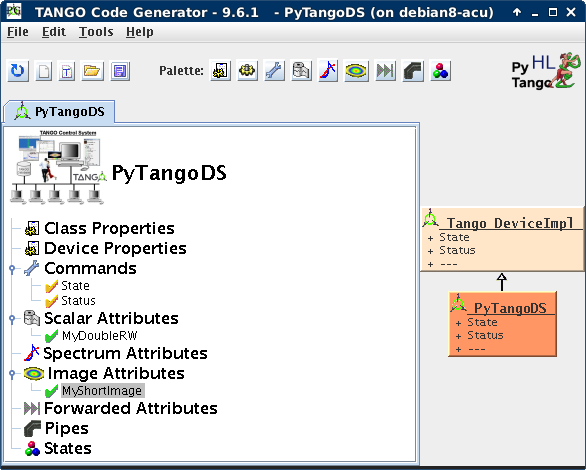 TANGO Code Generator - 9.6.1 - PyTangoDS (on debian8-acu)
File Edit Tools Help
Palette:
Py HL
Tango
PyTangoDS
TANGO Control System
TANGO
PyTangoDS
Class Properties
Device Properties
Commands
State
Status
Scalar Attributes
MyDoubleRW
Spectrum Attributes
Image Attributes
MyShortImage
Forwarded Attributes
Pipes
States
Tango DeviceImpl
+ State
+ Status
+ ---
PyTangoDS
+ State
+ Status
+ ---